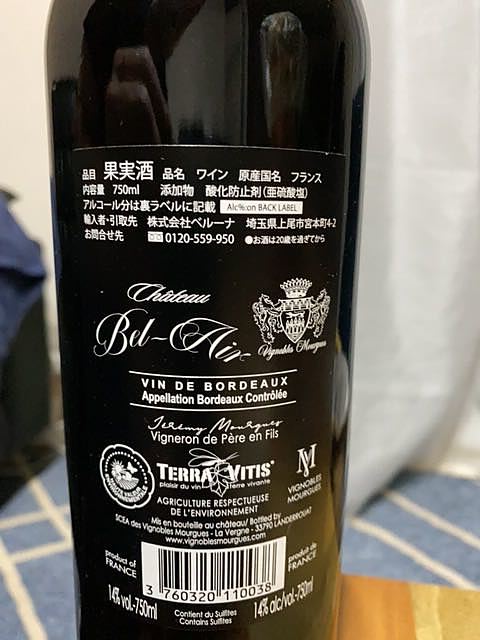 品目 果実酒 品名 ワイン 原産国名 フランス
内容量 750ml 添加物 酸化防止剤(亜硫酸塩)
アルコール分は裏ラベルに記載 Alc%:on BACK LABEL
輸入者・引取先 株式会社ベルーナ 埼玉県上尾市宮本町4-2
お問合せ先 0120-559-950 ●お酒は20歳を過ぎてから
Château
Bel-Air
Vignobles Mourgues
VIN DE BORDEAUX
Appellation Bordeaux Contrôlée
Jérémy Mourgues
Vigneron de Père en Fils
TERRA VITIS®
plaisir du vin terre vivante
VM
VIGNOBLES
MOURGUES
AGRICULTURE RESPECTUEUSE
DE L'ENVIRONNEMENT
Mis en bouteille au château/ Bottled by
SCEA des Vignobles Mourgues - La Vergne - 33790 LANDERROUAT
www.vignoblesmourgues.com
product of
FRANCE
produit de
FRANCE
3 760320 110038
14% vol.-750ml
14% alc/vol.-750ml
Contient du Sulfites
Contains Sulfites